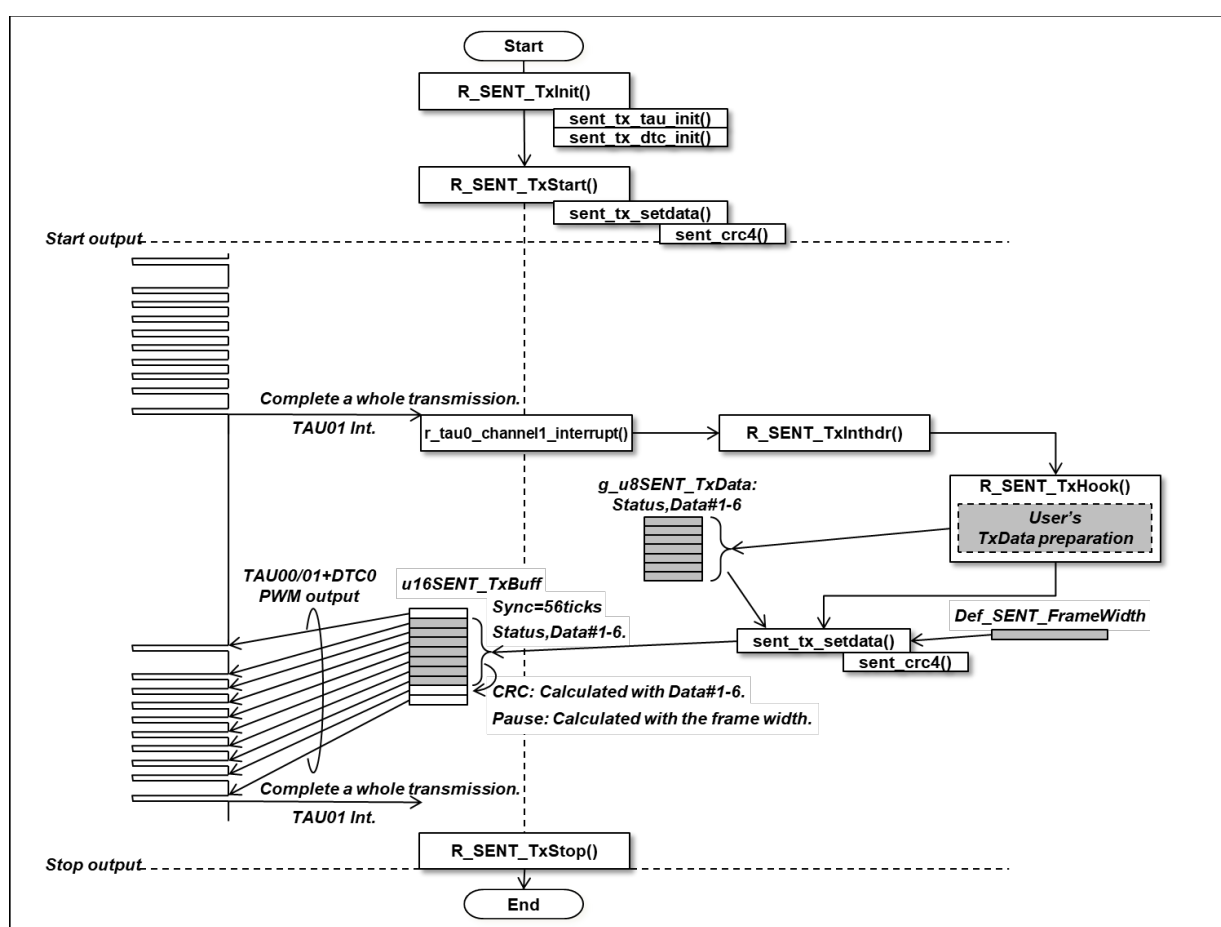 Start
R_SENT_TxInit()
sent_tx_tau_init()
sent_tx_dtc_init()
R_SENT_TxStart()
sent_tx_setdata()
sent_crc4()
Start output
Complete a whole transmission.
TAU01 Int.
r_tau0_channel1_interrupt()
R_SENT_TxInthdr()
R_SENT_TxHook()
User's
TxData preparation
g_u8SENT_TxData:
Status,Data#1-6
TAU00/01+DTC0
PWM output
u16SENT_TxBuff
Sync=56ticks
Status,Data#1-6.
Def_SENT_FrameWidth
sent_tx_setdata()
sent_crc4()
CRC: Calculated with Data#1-6.
Pause: Calculated with the frame width.
Complete a whole transmission.
TAU01 Int.
R_SENT_TxStop()
Stop output
End